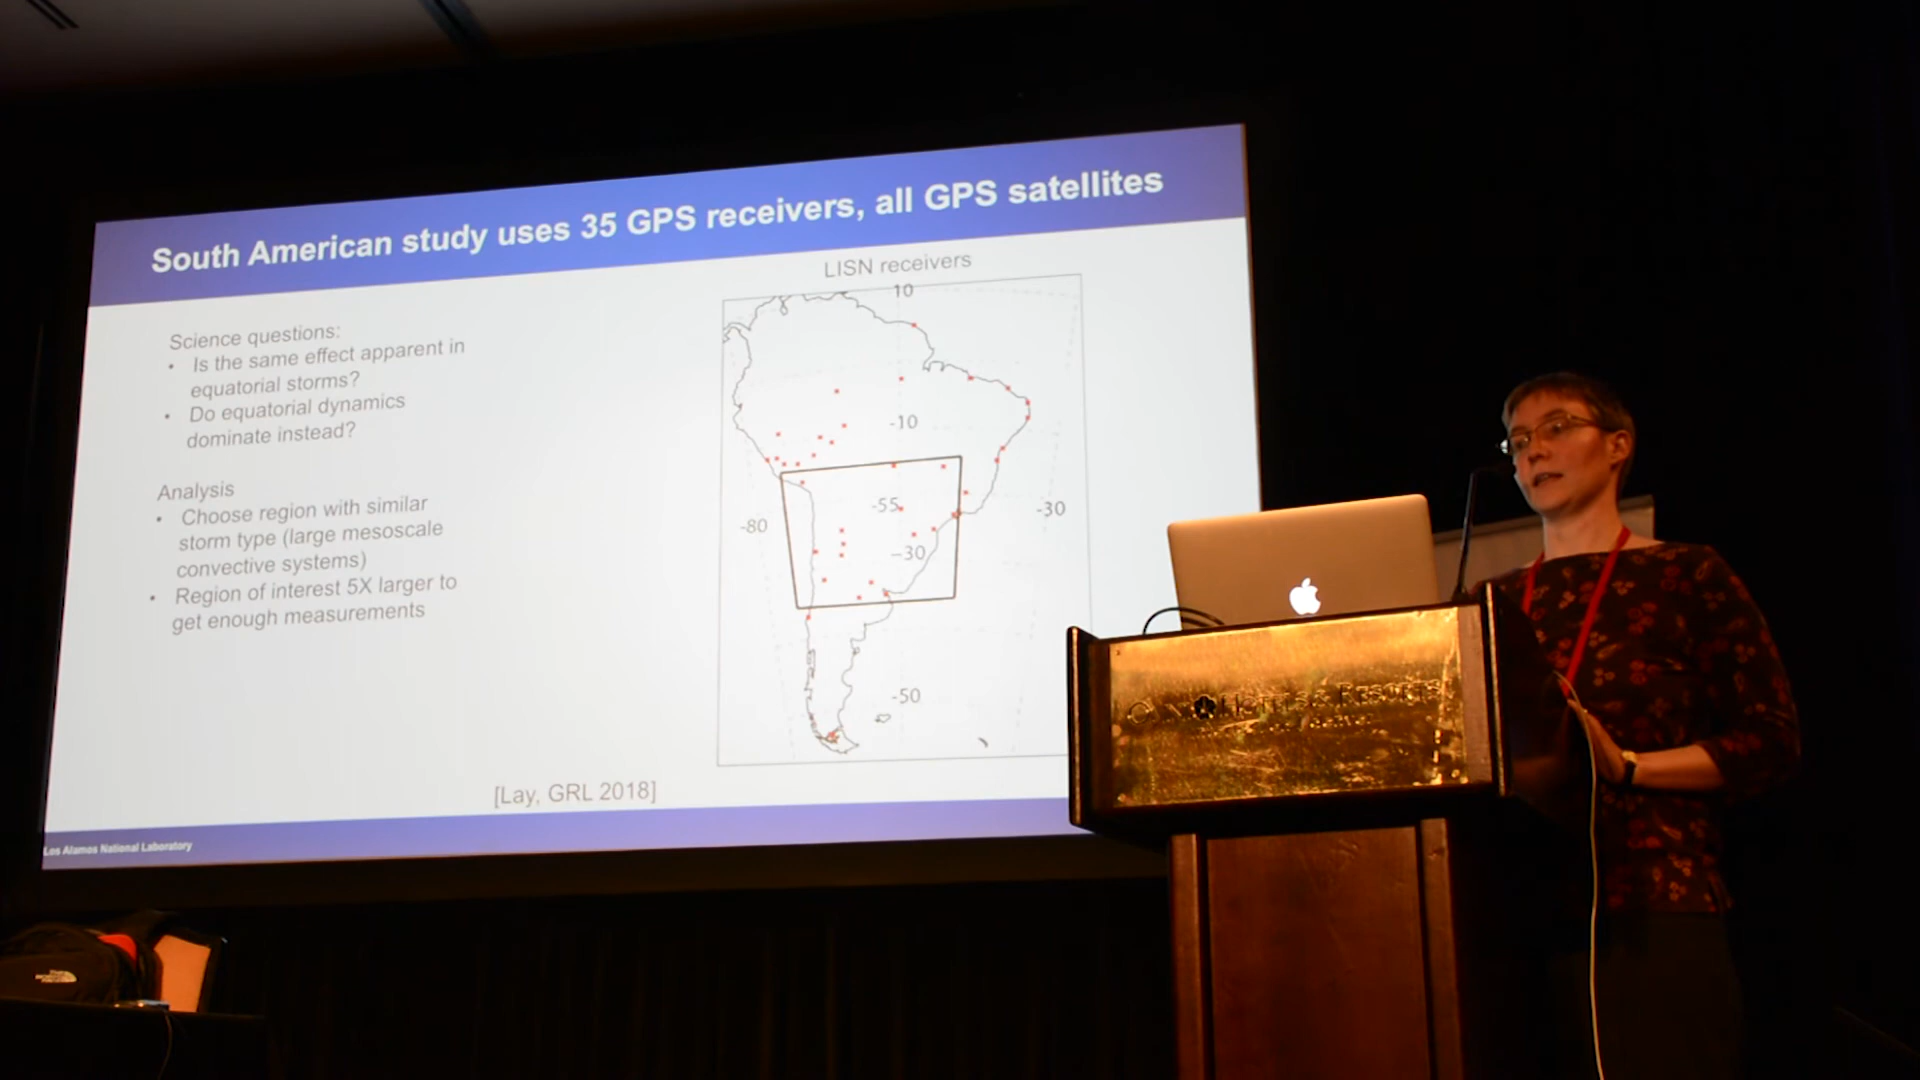 South American study uses 35 GPS receivers, all GPS satellites
Science questions:
• Is the same effect apparent in
equatorial storms?
• Do equatorial dynamics
dominate instead?
Analysis
• Choose region with similar
storm type (large mesoscale
convective systems)
• Region of interest 5X larger to
get enough measurements
[Lay, GRL 2018]
LISN receivers
10
-10
-55
-80
-30
-30
-50
Los Alamos National Laboratory
Resorts